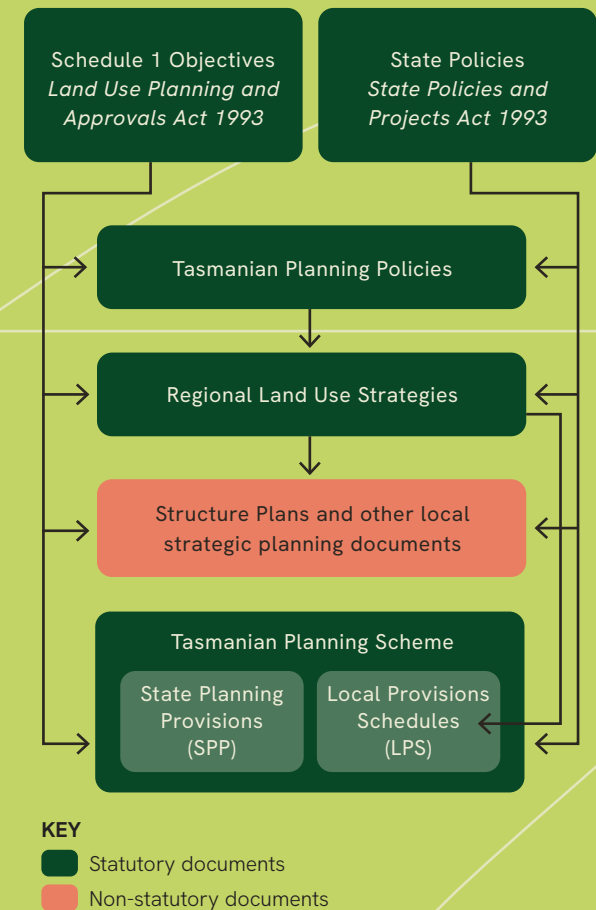 Schedule 1 Objectives
Land Use Planning and
Approvals Act 1993
State Policies
State Policies and
Projects Act 1993
Tasmanian Planning Policies
Regional Land Use Strategies
Structure Plans and other local
strategic planning documents
Tasmanian Planning Scheme
State Planning
Provisions
(SPP)
Local Provisions
Schedules
(LPS)
KEY
Statutory documents
Non-statutory documents